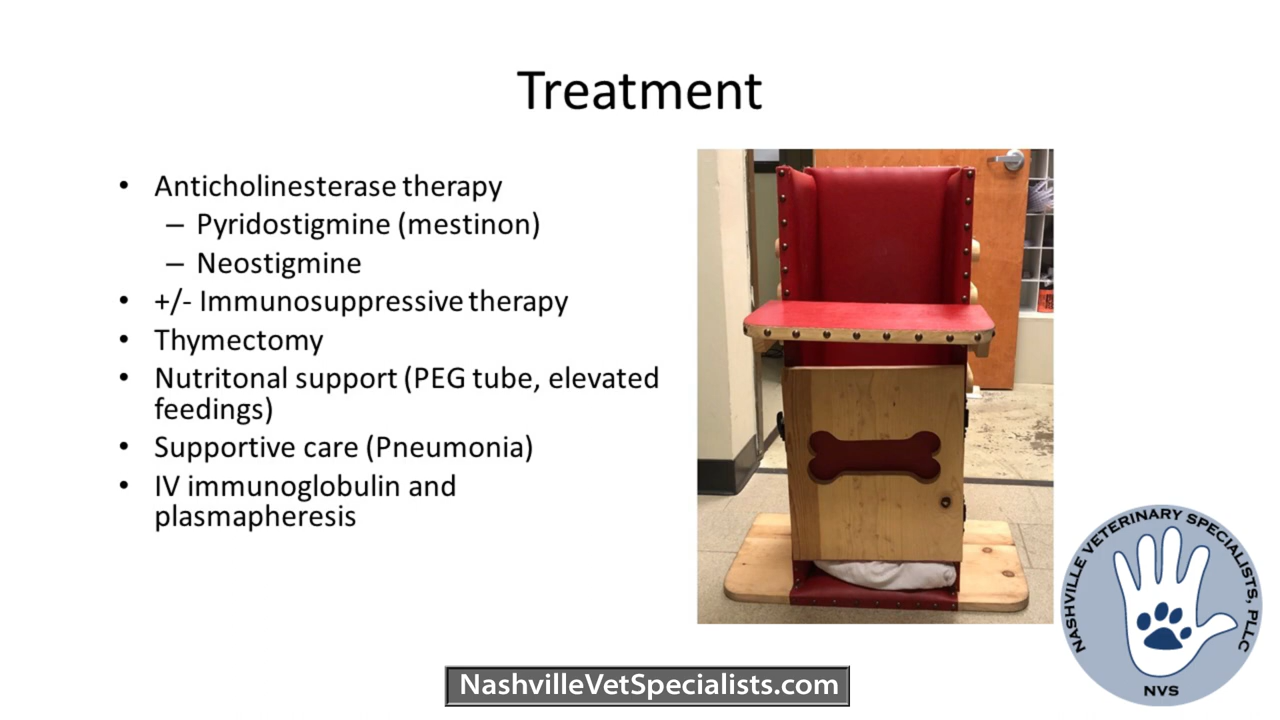 Treatment
• Anticholinesterase therapy
– Pyridostigmine (mestinon)
– Neostigmine
• +/- Immunosuppressive therapy
• Thymectomy
• Nutritonal support (PEG tube, elevated
feedings)
• Supportive care (Pneumonia)
• IV immunoglobulin and
plasmapheresis
NASHVILLE VETERINARY SPECIALISTS, PLLC
NVS
NashvilleVetSpecialists.com